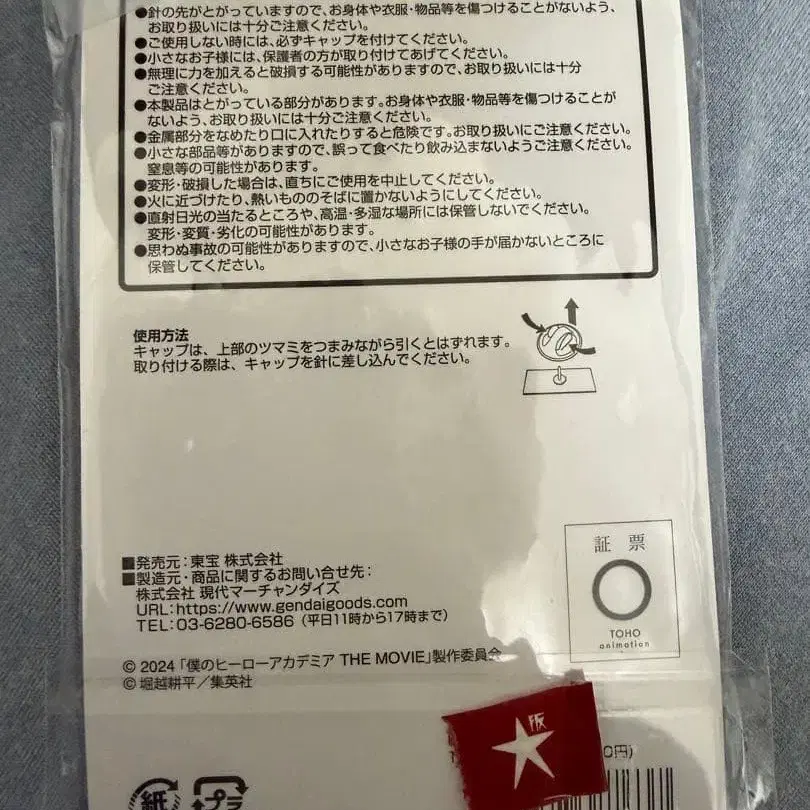 ●針の先がとがっていますので、お身体や衣服・物品等を傷つけることがないよう、
お取り扱いには十分ご注意ください。
●ご使用しない時には、必ずキャップを付けてください。
●小さなお子様には、保護者の方が取り付けてあげてください。
●無理に力を加えると破損する可能性がありますので、お取り扱いには十分
ご注意ください。
●本製品はとがっている部分があります。お身体や衣服・物品等を傷つけることが
ないよう、お取り扱いには十分ご注意ください。
●金属部分をなめたり口に入れたりすると危険です。お取り扱いにご注意ください。
●小さな部品等がありますので、誤って食べたり飲み込まないようご注意ください。
窒息等の可能性があります。
●変形・破損した場合は、直ちにご使用を中止してください。
●火に近づけたり、熱いもののそばに置かないようにしてください。
●直射日光の当たるところや、高温・多湿な場所には保管しないでください。
変形・変質・劣化の可能性があります。
●思わぬ事故の可能性がありますので、小さなお子様の手が届かないところに
保管してください。
使用方法
キャップは、上部のツマミをつまみながら引くとはずれます。
取り付ける際は、キャップを針に差し込んでください。
■発売元：東宝 株式会社
■製造元・商品に関するお問い合せ先：
株式会社 現代マーチャンダイズ
URL：https://www.gendaigoods.com
TEL：03-6280-6586（平日11時から17時まで）
証 票
TOHO
animation
© 2024 「僕のヒーローアカデミア THE MOVIE」製作委員会
© 堀越耕平／集英社
阪
0円)
紙
プラ